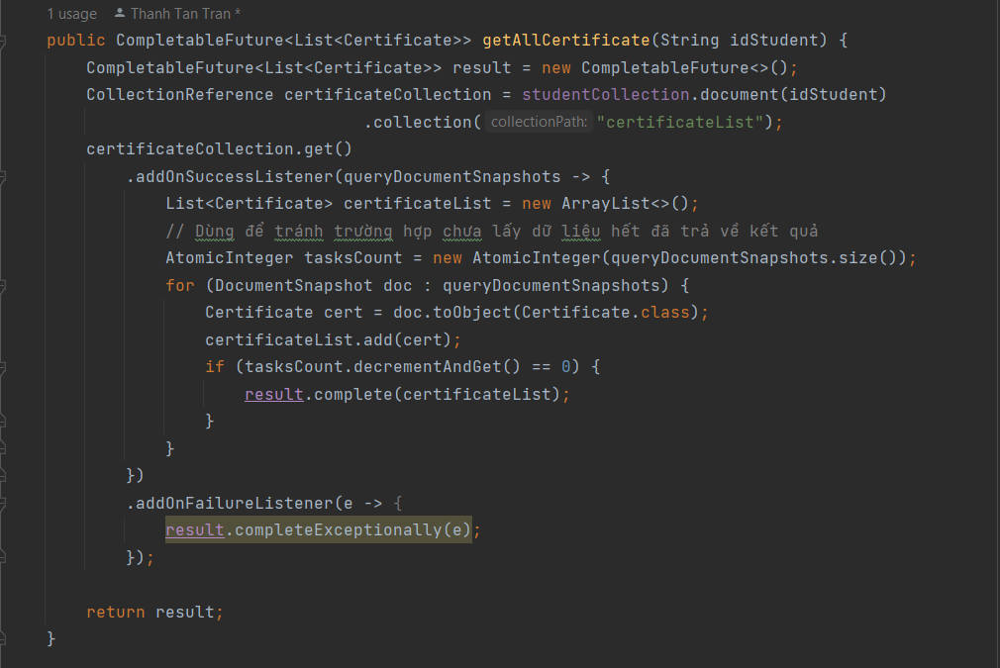 1 usage Thanh Tan Tran *
public CompletableFuture<List<Certificate>> getAllCertificate(String idStudent) {
CompletableFuture<List<Certificate>> result = new CompletableFuture<>();
CollectionReference certificateCollection = studentCollection.document(idStudent)
.collection( collectionPath: "certificateList");
certificateCollection.get()
.addOnSuccessListener(queryDocumentSnapshots -> {
List<Certificate> certificateList = new ArrayList<>();
// Dùng để tránh trường hợp chưa lấy dữ liệu hết đã trả về kết quả
AtomicInteger tasksCount = new AtomicInteger(queryDocumentSnapshots.size());
for (DocumentSnapshot doc : queryDocumentSnapshots) {
Certificate cert = doc.toObject(Certificate.class);
certificateList.add(cert);
if (tasksCount.decrementAndGet() == 0) {
result.complete(certificateList);
}
}
})
.addOnFailureListener(e -> {
result.completeExceptionally(e);
});
return result;
}